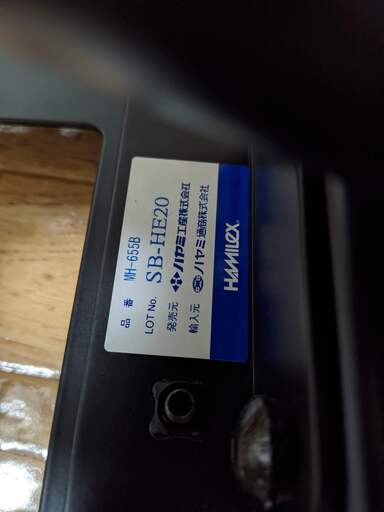 品番 MH-655B
LOT No. SB-HE20
発売元 ハヤミ工産株式会社
輸入元 ハヤミ通商株式会社
HAMILeX